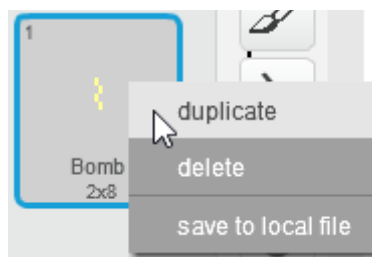 1
duplicate
Bomb
delete
2x8
save to local file